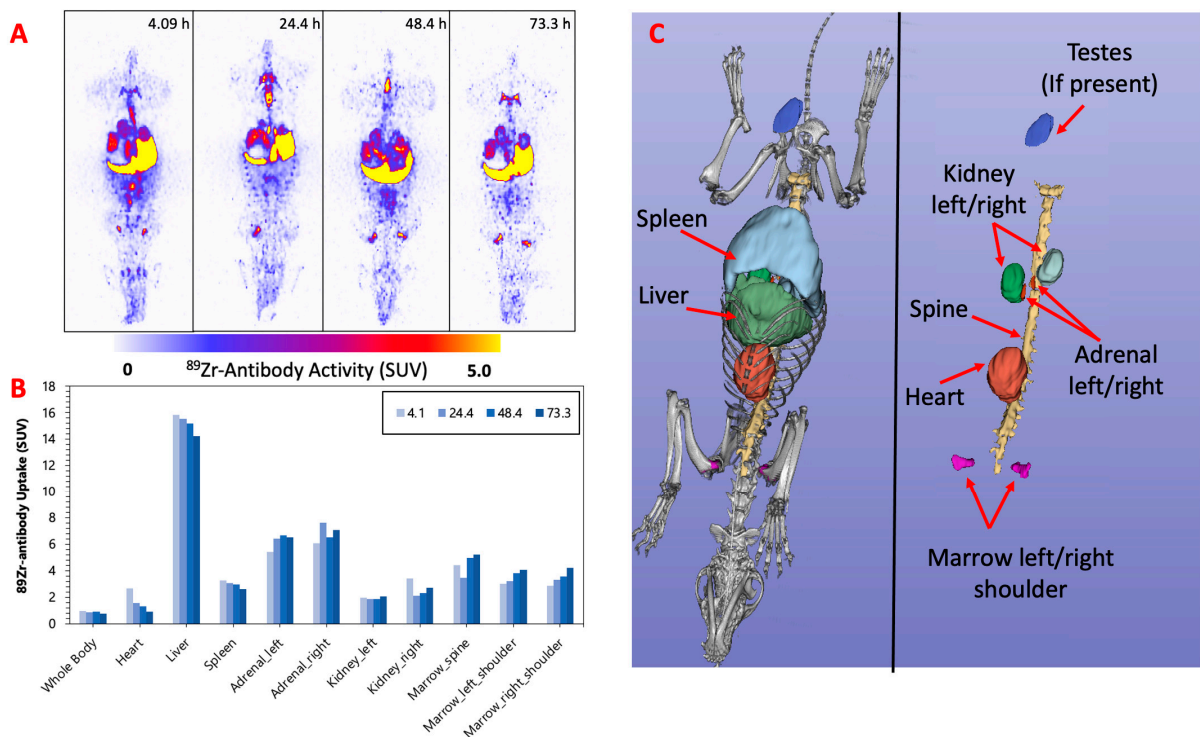 A
4.09 h
24.4 h
48.4 h
73.3 h
0
⁸⁹Zr-Antibody Activity (SUV)
5.0
B
89Zr-antibody Uptake (SUV)
18
16
14
12
10
8
6
4
2
0
4.1
24.4
48.4
73.3
Whole Body
Heart
Liver
Spleen
Adrenal_left
Adrenal_right
Kidney_left
Kidney_right
Marrow_spine
Marrow_left_shoulder
Marrow_right_shoulder
C
Spleen
Liver
Testes
(If present)
Kidney
left/right
Spine
Adrenal
left/right
Heart
Marrow left/right
shoulder